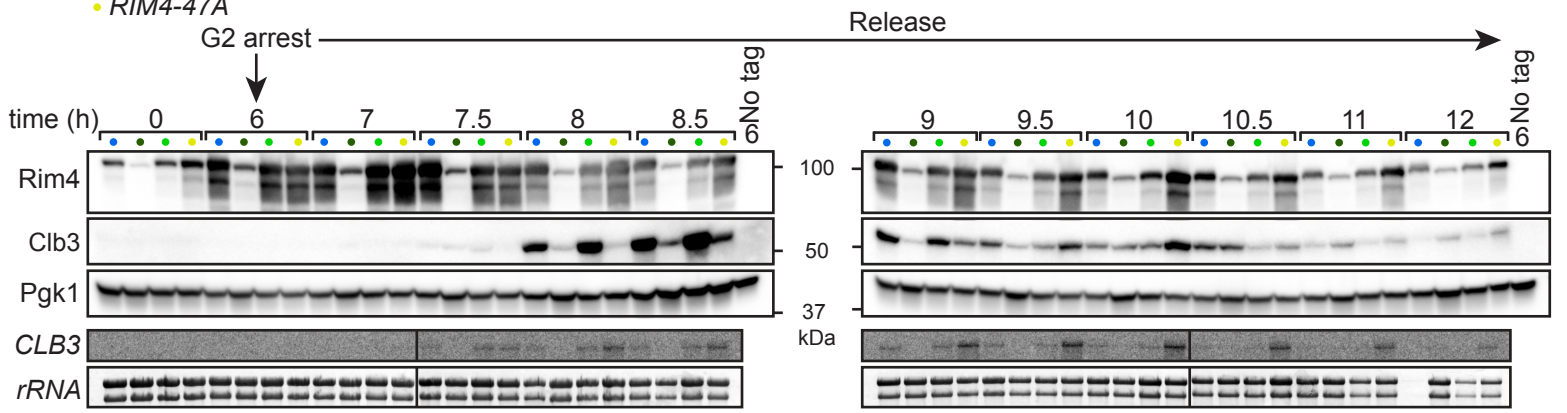 RIM4-47A
G2 arrest
Release
time (h) 0 6 7 7.5 8 8.5 6 No tag 9 9.5 10 10.5 11 12 6 No tag
Rim4 100
Clb3 50
Pgk1 37
kDa
CLB3
rRNA